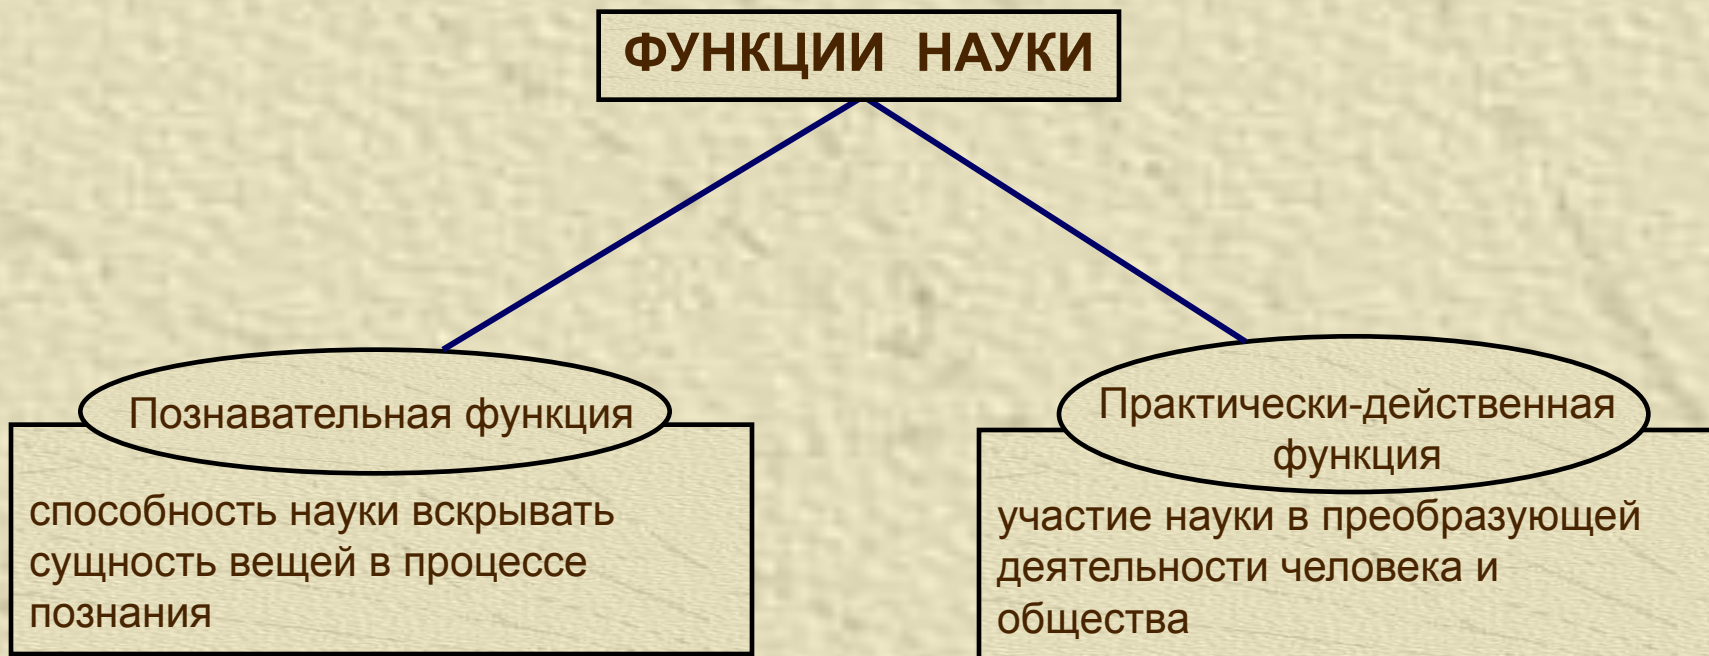 ФУНКЦИИ НАУКИ
Познавательная функция
способность науки вскрывать
сущность вещей в процессе
познания
Практически-действенная
функция
участие науки в преобразующей
деятельности человека и
общества